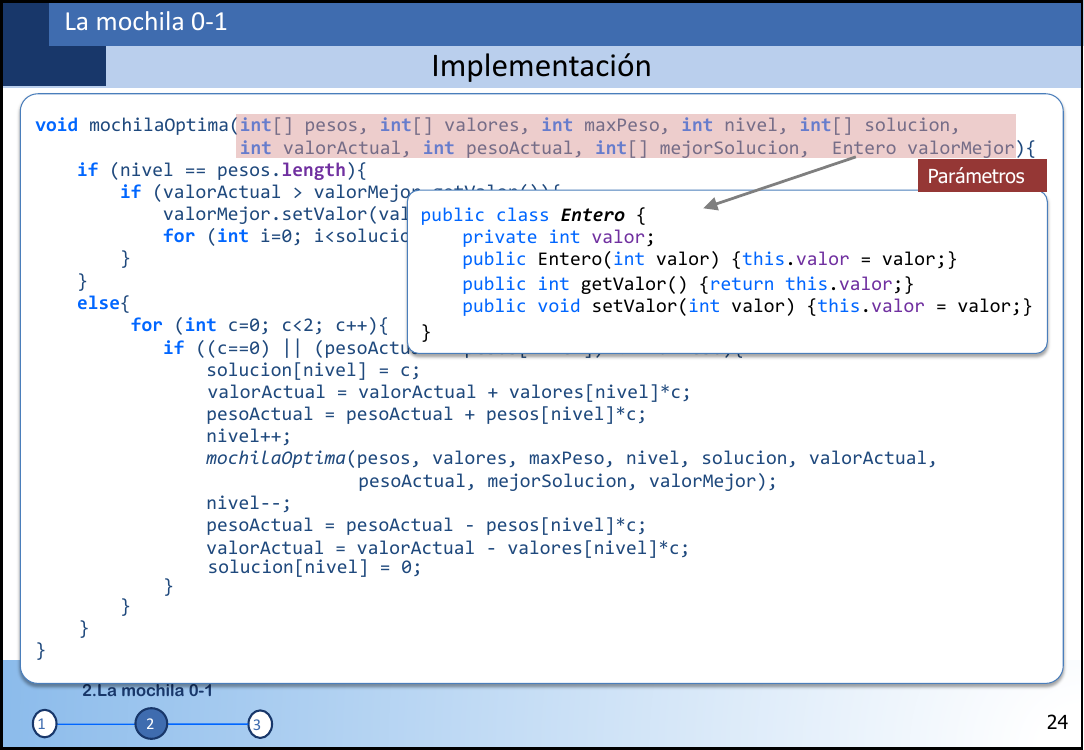 La mochila 0-1
Implementación
void mochilaOptima(int[] pesos, int[] valores, int maxPeso, int nivel, int[] solucion,
int valorActual, int pesoActual, int[] mejorSolucion, Entero valorMejor){
Parámetros
if (nivel == pesos.length){
if (valorActual > valorMejor.getValor()){
valorMejor.setValor(val
for (int i=0; i<solucio
}
}
else{
for (int c=0; c<2; c++){
if ((c==0) || (pesoActu
public class Entero {
private int valor;
public Entero(int valor) {this.valor = valor;}
public int getValor() {return this.valor;}
public void setValor(int valor) {this.valor = valor;}
}
solucion[nivel] = c;
valorActual = valorActual + valores[nivel]*c;
pesoActual = pesoActual + pesos[nivel]*c;
nivel++;
mochilaOptima(pesos, valores, maxPeso, nivel, solucion, valorActual,
pesoActual, mejorSolucion, valorMejor);
nivel--;
pesoActual = pesoActual - pesos[nivel]*c;
valorActual = valorActual - valores[nivel]*c;
solucion[nivel] = 0;
}
}
}
}
2.La mochila 0-1
1 2 3
24